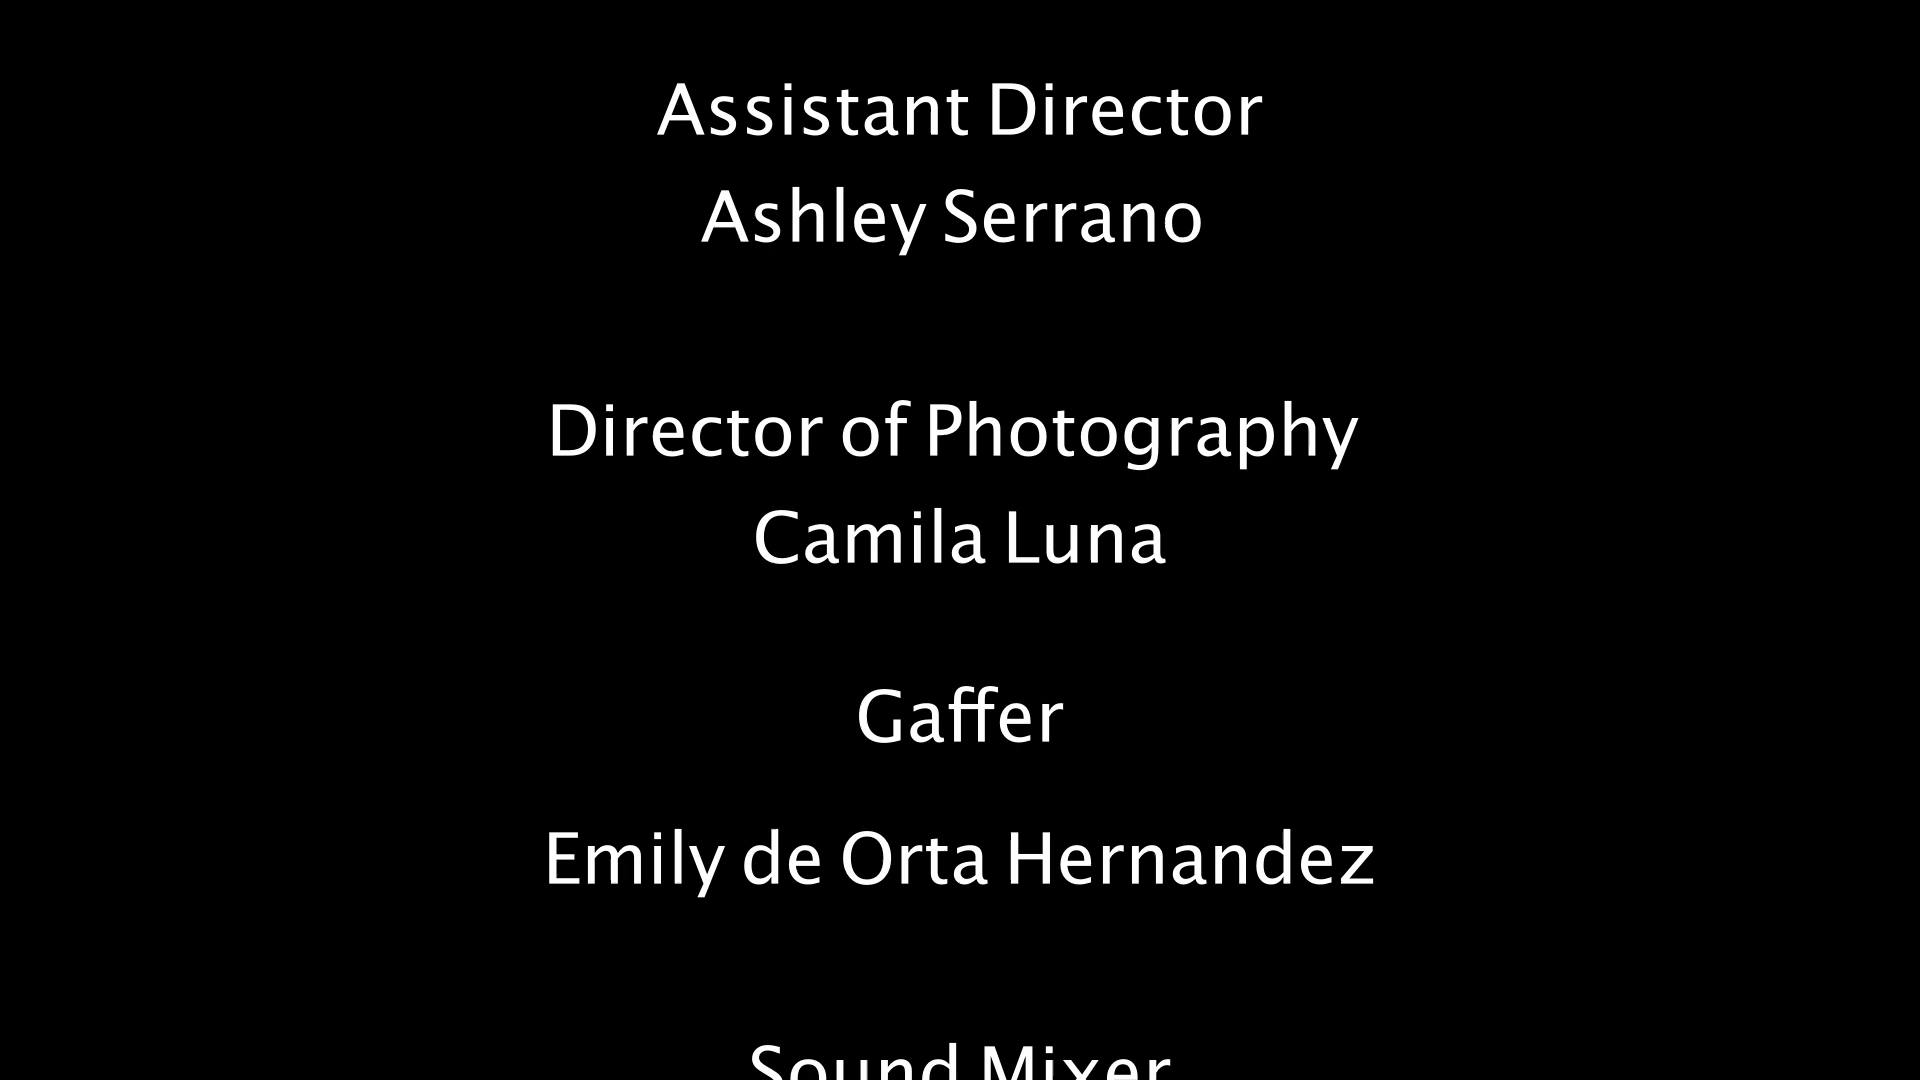 Assistant Director
Ashley Serrano
Director of Photography
Camila Luna
Gaffer
Emily de Orta Hernandez
Sound Mixer